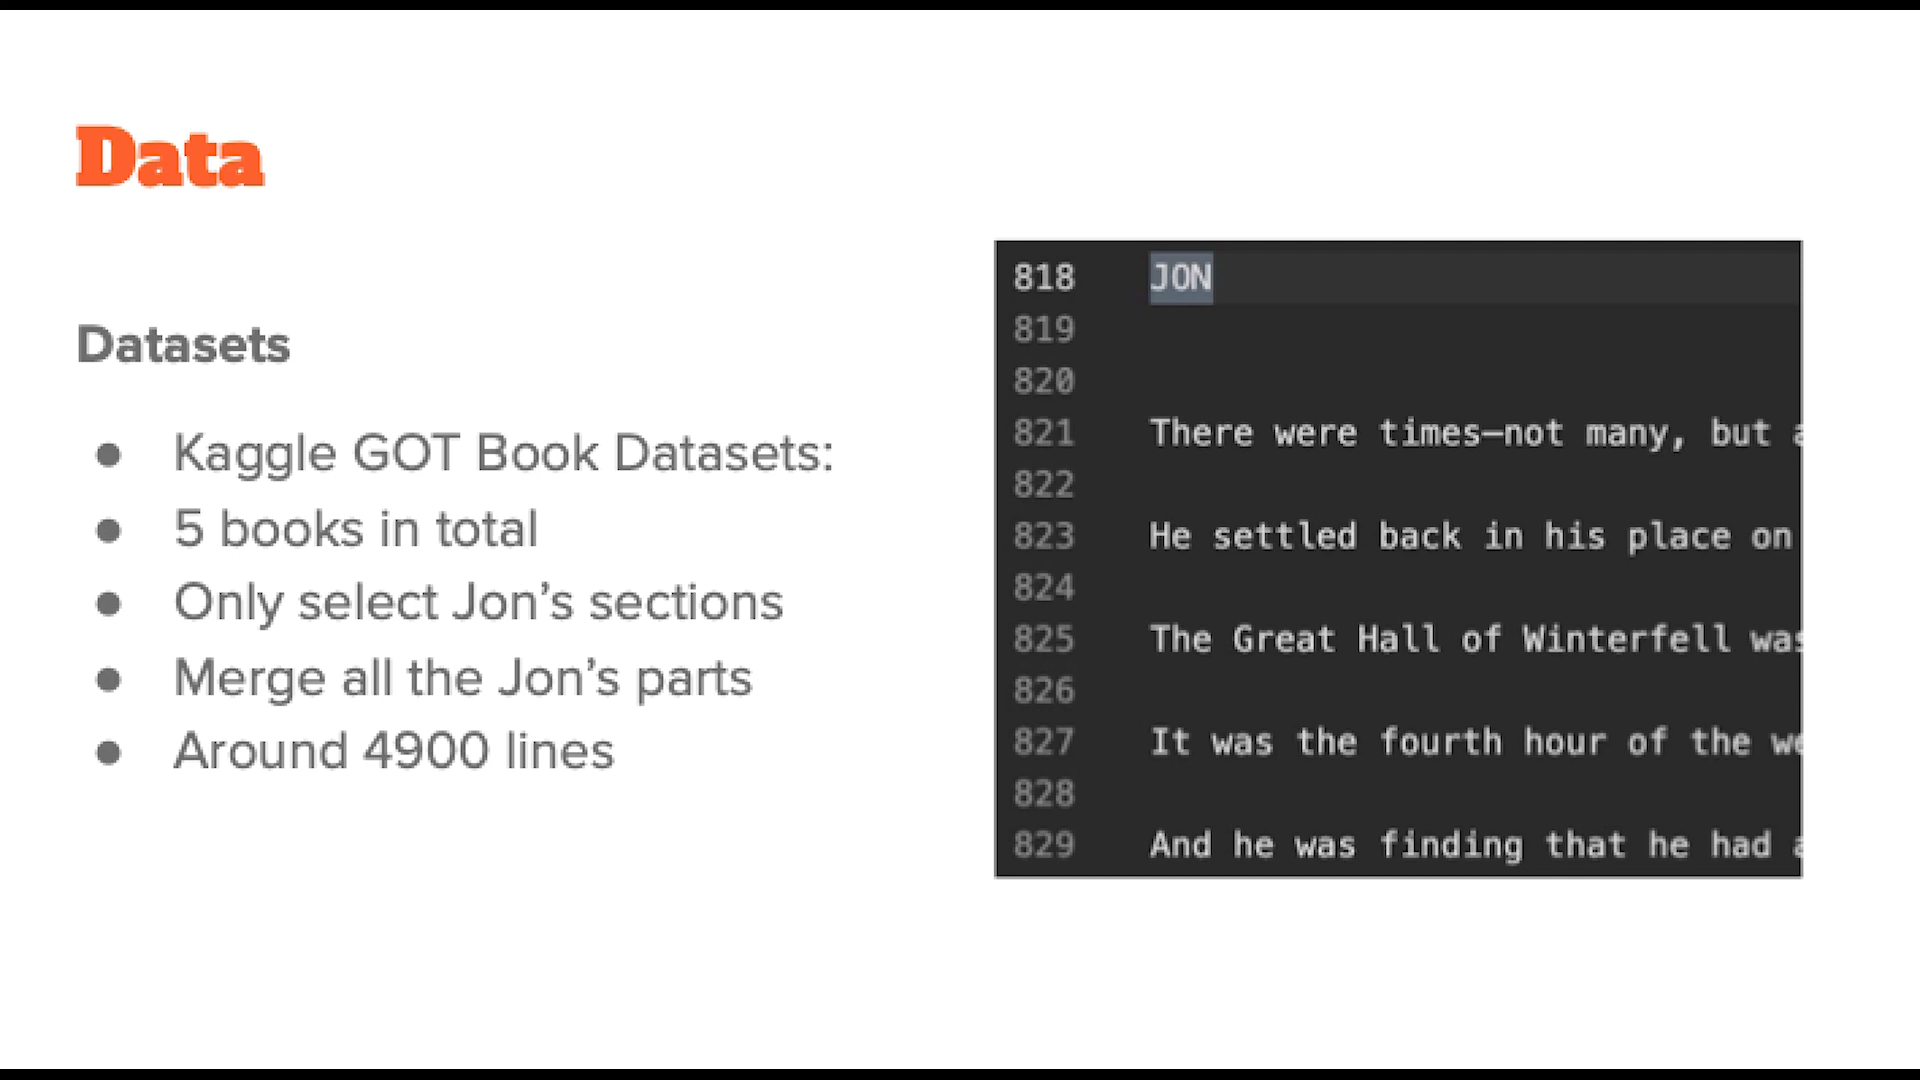 Data
Datasets
Kaggle GOT Book Datasets:
5 books in total
Only select Jon’s sections
Merge all the Jon’s parts
Around 4900 lines
818 JON
819
820
821 There were times—not many, but
822
823 He settled back in his place on
824
825 The Great Hall of Winterfell was
826
827 It was the fourth hour of the
828
829 And he was finding that he had